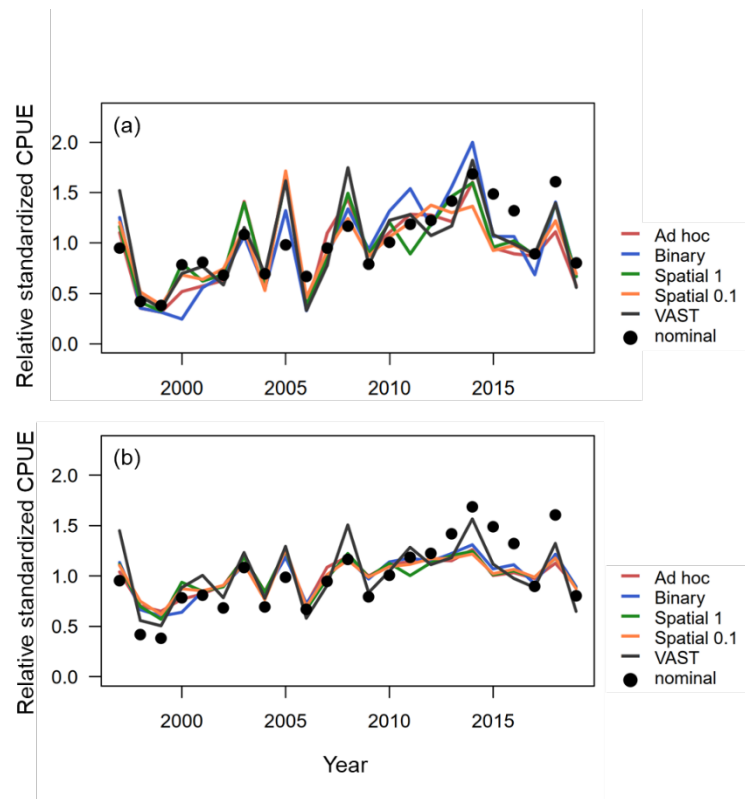 (a)
Relative standardized CPUE
2.0
1.5
1.0
0.5
0.0
2000 2005 2010 2015
Ad hoc
Binary
Spatial 1
Spatial 0.1
VAST
nominal
(b)
Relative standardized CPUE
2.0
1.5
1.0
0.5
0.0
2000 2005 2010 2015
Year
Ad hoc
Binary
Spatial 1
Spatial 0.1
VAST
nominal